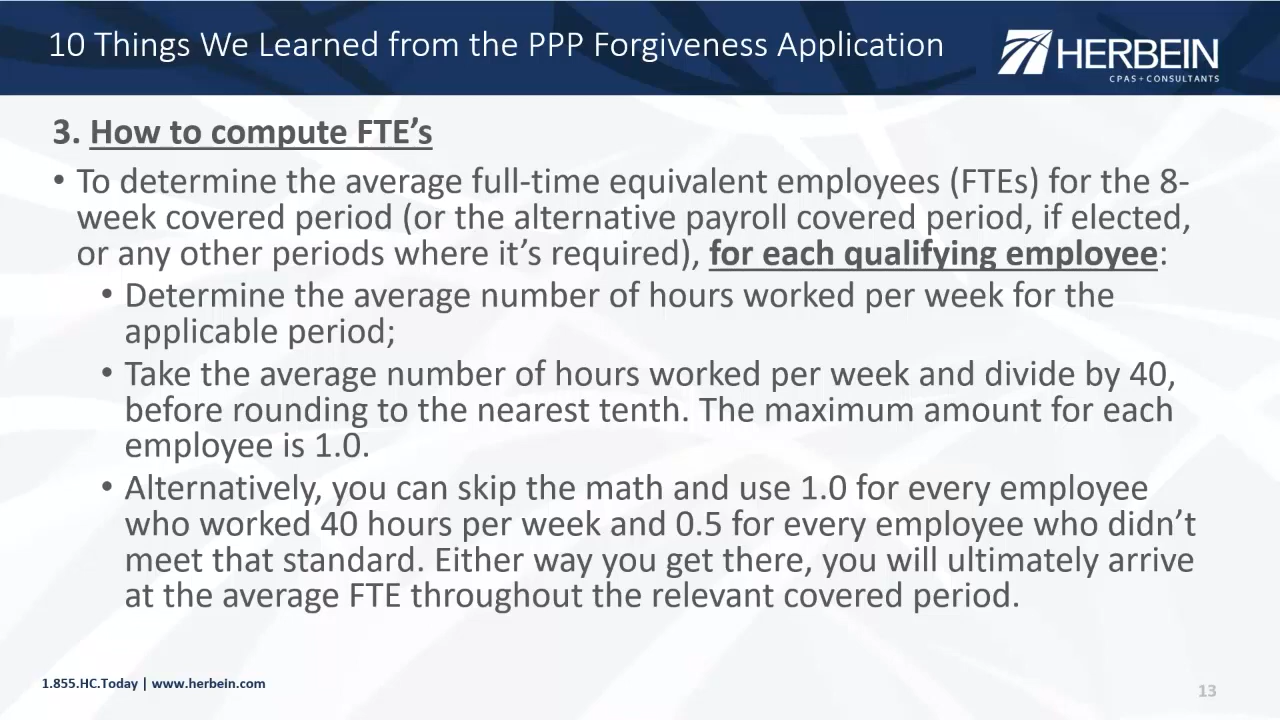 10 Things We Learned from the PPP Forgiveness Application
HERBEIN
CPAS+CONSULTANTS
3. How to compute FTE’s
• To determine the average full-time equivalent employees (FTEs) for the 8-
week covered period (or the alternative payroll covered period, if elected,
or any other periods where it’s required), for each qualifying employee:
• Determine the average number of hours worked per week for the
applicable period;
• Take the average number of hours worked per week and divide by 40,
before rounding to the nearest tenth. The maximum amount for each
employee is 1.0.
• Alternatively, you can skip the math and use 1.0 for every employee
who worked 40 hours per week and 0.5 for every employee who didn’t
meet that standard. Either way you get there, you will ultimately arrive
at the average FTE throughout the relevant covered period.
1.855.HC.Today | www.herbein.com
13